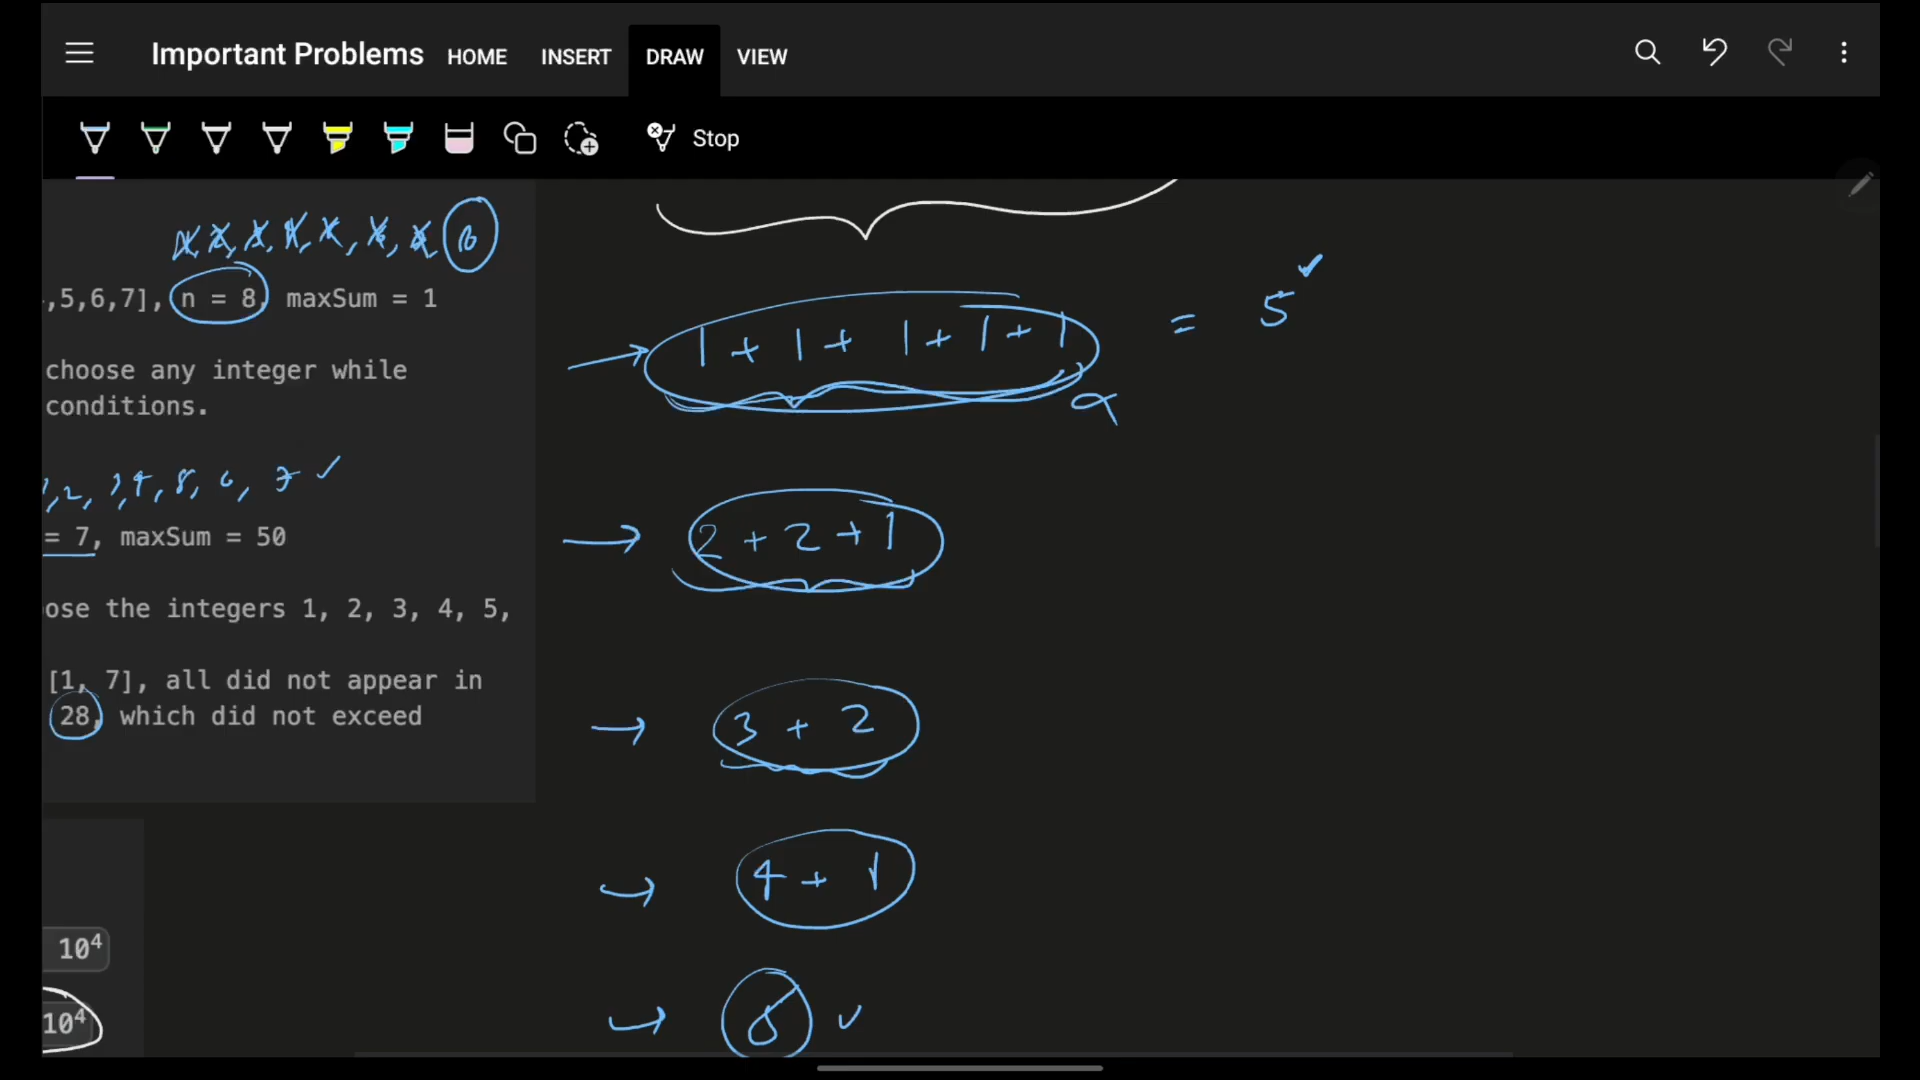 Important Problems HOME INSERT DRAW VIEW
Stop
,5,6,7], n = 8, maxSum = 1
choose any integer while
conditions.
= 7, maxSum = 50
ose the integers 1, 2, 3, 4, 5,
[1, 7], all did not appear in
28, which did not exceed
10⁴
10⁴
1 + 1 + 1 + 1 + 1 = 5
2 + 2 + 1
3 + 2
4 + 1